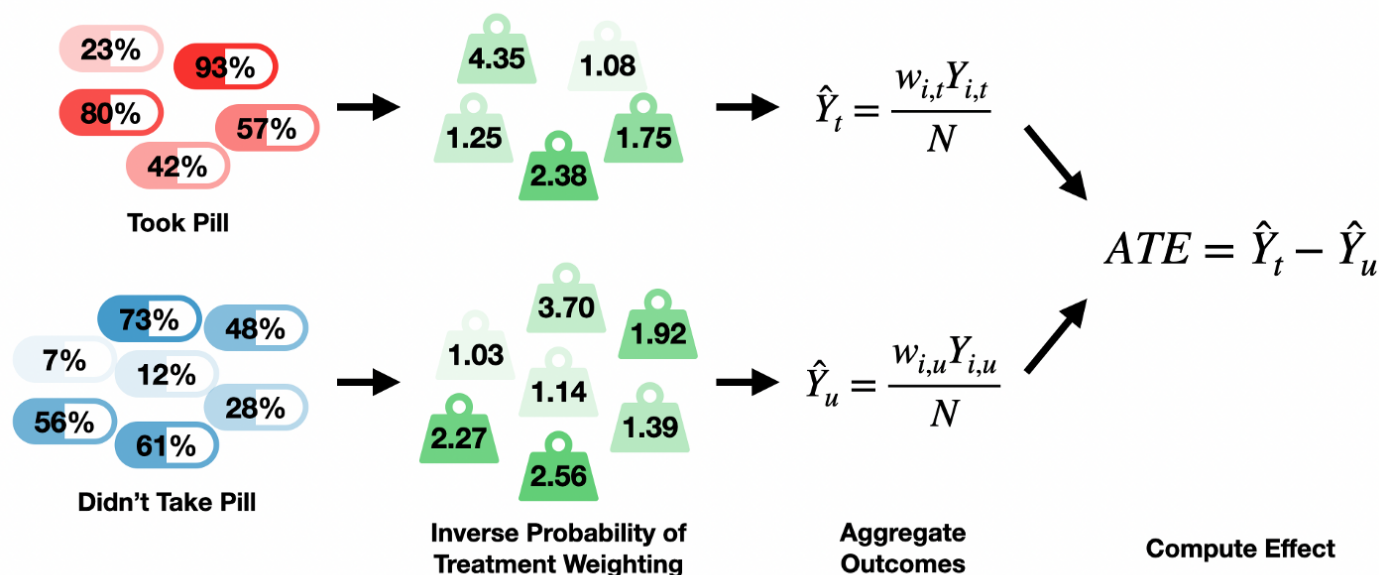 23%
93%
80%
57%
42%
Took Pill
4.35
1.08
1.25
1.75
2.38
Ŷ_t = w_{i,t}Y_{i,t} / N
ATE = Ŷ_t − Ŷ_u
73%
48%
7%
12%
28%
56%
61%
Didn't Take Pill
3.70
1.92
1.03
1.14
1.39
2.27
2.56
Ŷ_u = w_{i,u}Y_{i,u} / N
Inverse Probability of
Treatment Weighting
Aggregate
Outcomes
Compute Effect